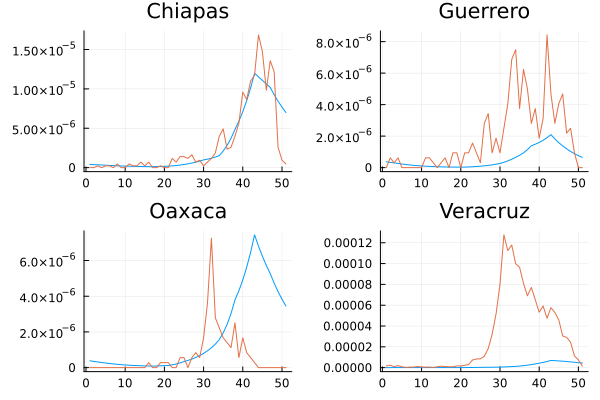 Chiapas
1.50×10⁻⁵
1.00×10⁻⁵
5.00×10⁻⁶
0
0 10 20 30 40 50
Guerrero
8.0×10⁻⁶
6.0×10⁻⁶
4.0×10⁻⁶
2.0×10⁻⁶
0
0 10 20 30 40 50
Oaxaca
6.0×10⁻⁶
4.0×10⁻⁶
2.0×10⁻⁶
0
0 10 20 30 40 50
Veracruz
0.00012
0.00010
0.00008
0.00006
0.00004
0.00002
0.00000
0 10 20 30 40 50